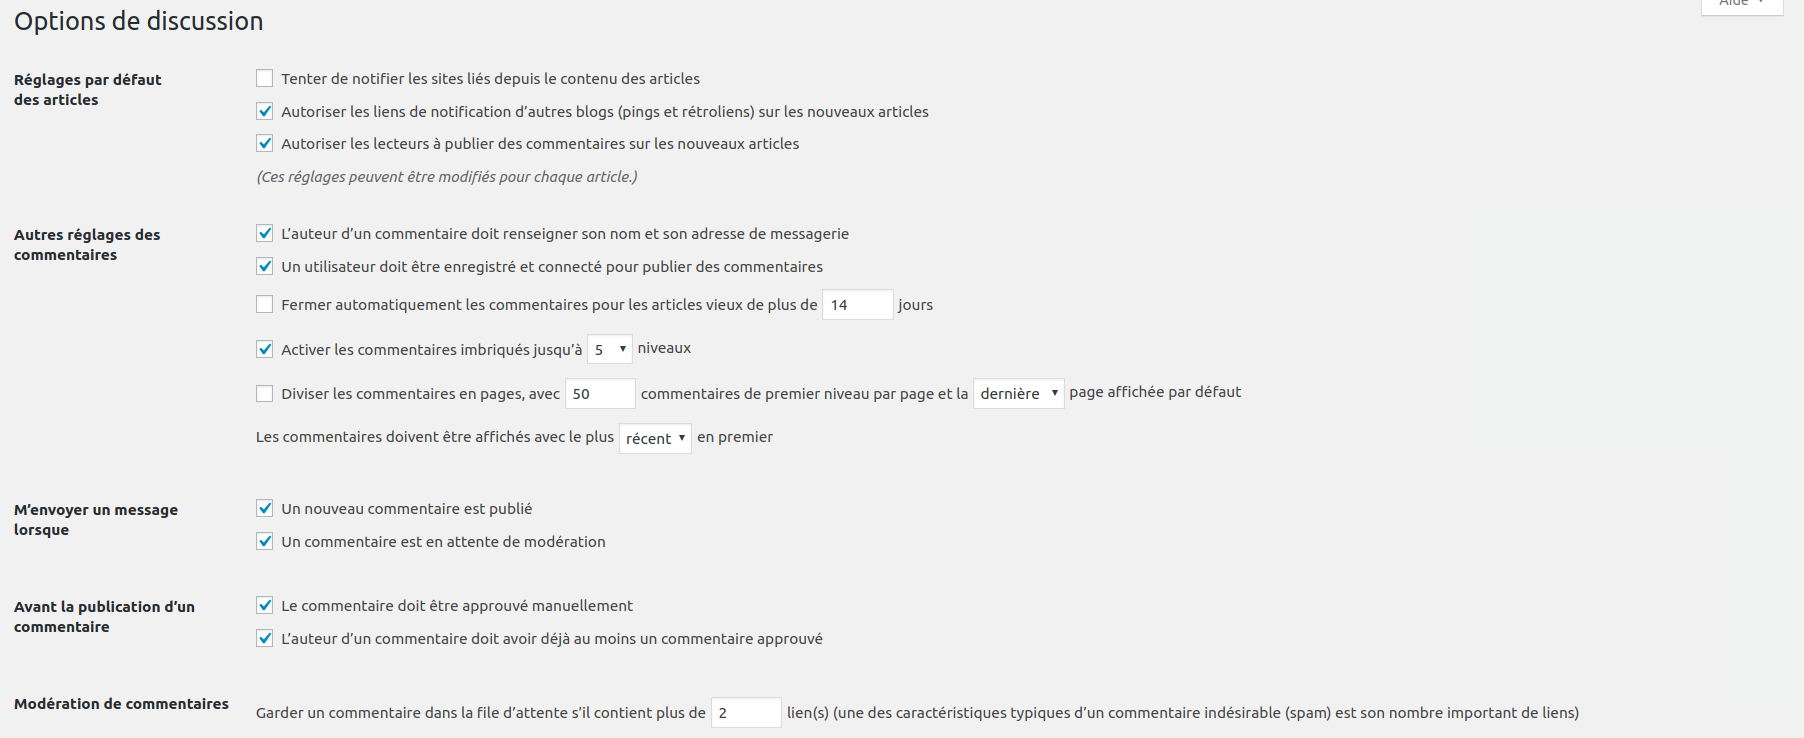 Aide
Options de discussion
Réglages par défaut
des articles
Tenter de notifier les sites liés depuis le contenu des articles
Autoriser les liens de notification d’autres blogs (pings et rétroliens) sur les nouveaux articles
Autoriser les lecteurs à publier des commentaires sur les nouveaux articles
(Ces réglages peuvent être modifiés pour chaque article.)
Autres réglages des
commentaires
L’auteur d’un commentaire doit renseigner son nom et son adresse de messagerie
Un utilisateur doit être enregistré et connecté pour publier des commentaires
Fermer automatiquement les commentaires pour les articles vieux de plus de 14 jours
Activer les commentaires imbriqués jusqu’à 5 niveaux
Diviser les commentaires en pages, avec 50 commentaires de premier niveau par page et la dernière page affichée par défaut
Les commentaires doivent être affichés avec le plus récent en premier
M’envoyer un message
lorsque
Un nouveau commentaire est publié
Un commentaire est en attente de modération
Avant la publication d’un
commentaire
Le commentaire doit être approuvé manuellement
L’auteur d’un commentaire doit avoir déjà au moins un commentaire approuvé
Modération de commentaires
Garder un commentaire dans la file d’attente s’il contient plus de 2 lien(s) (une des caractéristiques typiques d’un commentaire indésirable (spam) est son nombre important de liens)